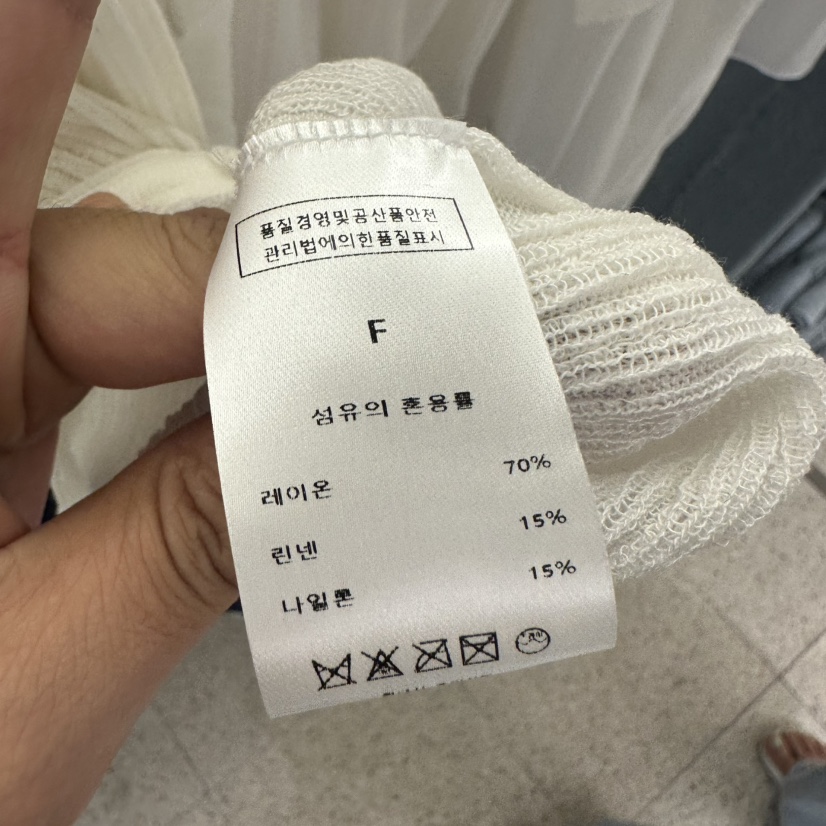 품질경영및공산품안전
관리법에의한품질표시
F
섬유의 혼용률
레이온 70%
린넨 15%
나일론 15%